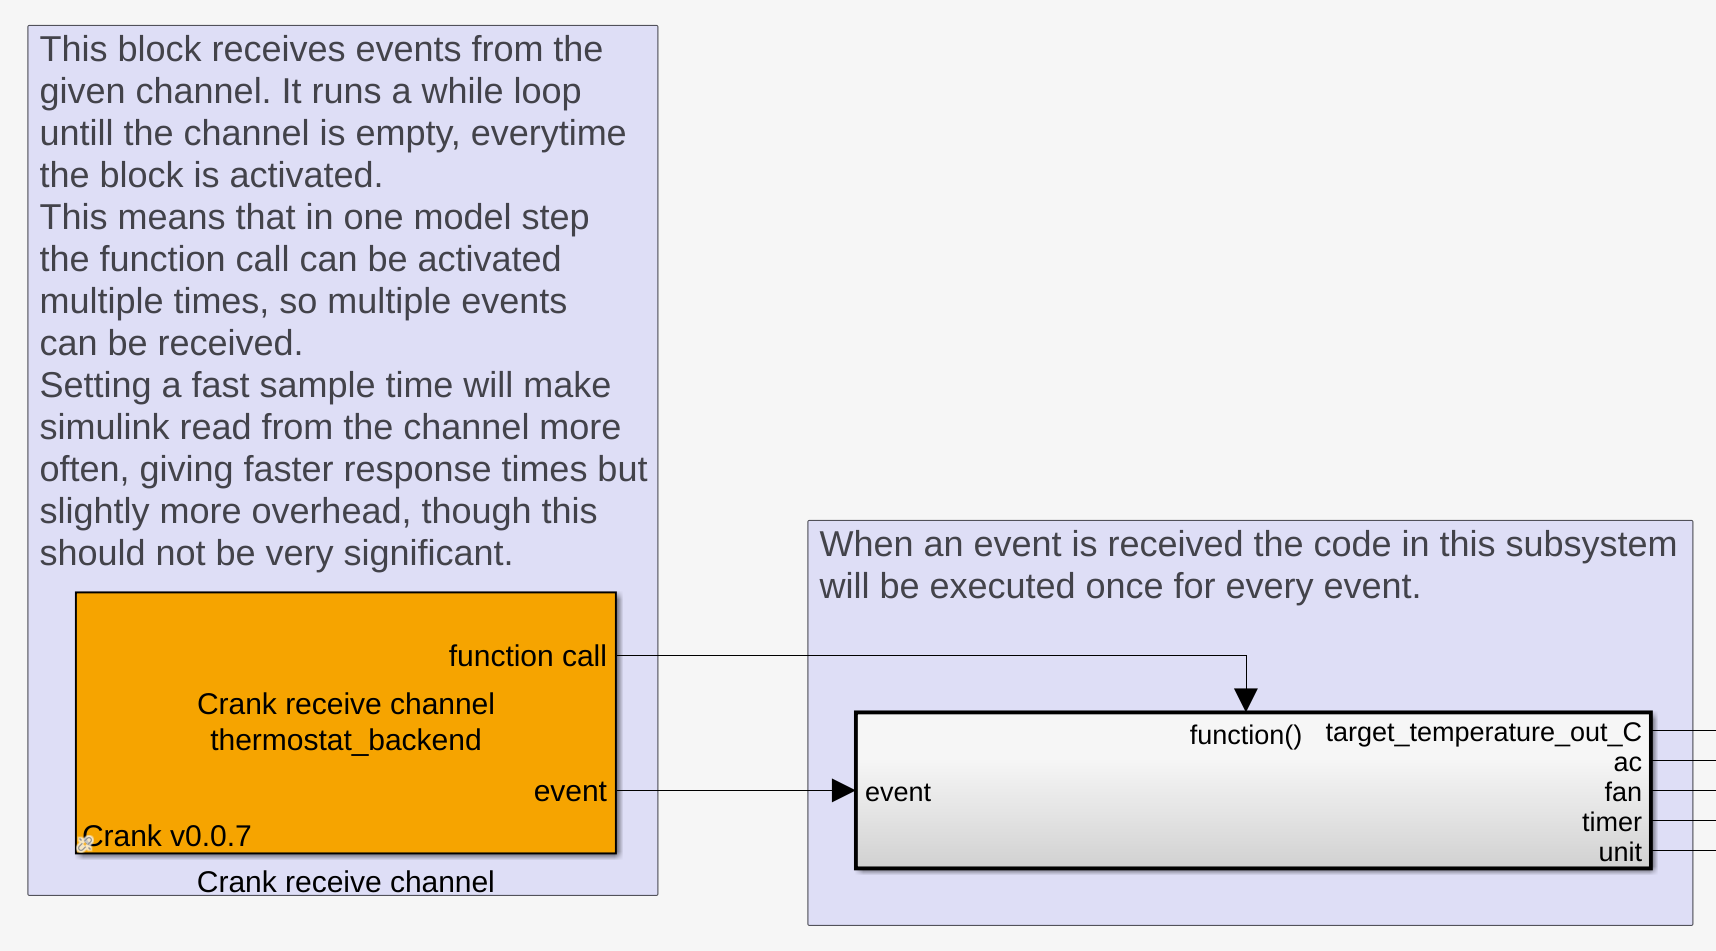 This block receives events from the
given channel. It runs a while loop
untill the channel is empty, everytime
the block is activated.
This means that in one model step
the function call can be activated
multiple times, so multiple events
can be received.
Setting a fast sample time will make
simulink read from the channel more
often, giving faster response times but
slightly more overhead, though this
should not be very significant.
function call
Crank receive channel
thermostat_backend
event
Crank v0.0.7
Crank receive channel
When an event is received the code in this subsystem
will be executed once for every event.
function()
target_temperature_out_C
ac
event
fan
timer
unit